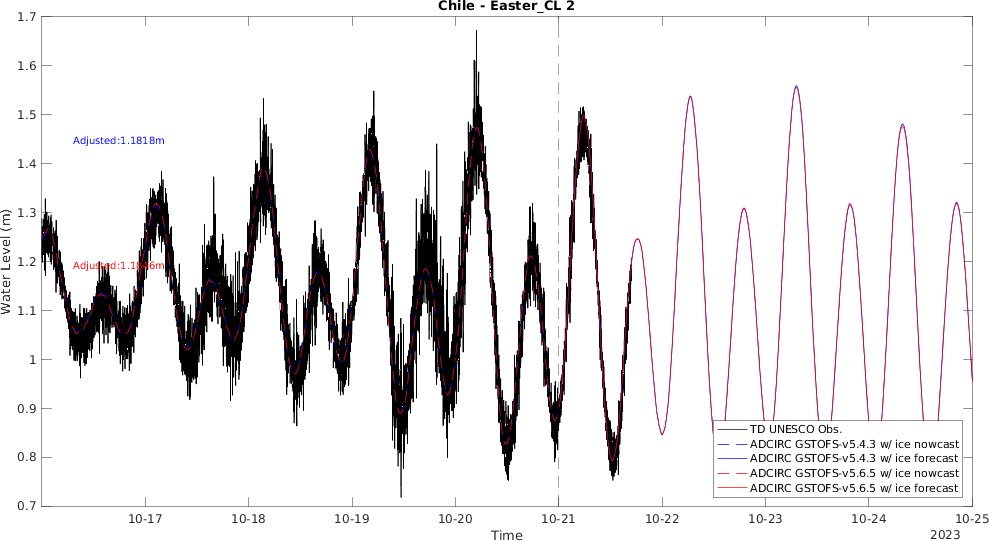 Chile - Easter_CL 2
1.7
1.6
1.5
1.4
1.3
1.2
1.1
1
0.9
0.8
0.7
Water Level (m)
Adjusted:1.1818m
Adjusted:1.1846m
TD UNESCO Obs.
ADCIRC GSTOFS-v5.4.3 w/ ice nowcast
ADCIRC GSTOFS-v5.4.3 w/ ice forecast
ADCIRC GSTOFS-v5.6.5 w/ ice nowcast
ADCIRC GSTOFS-v5.6.5 w/ ice forecast
10-17 10-18 10-19 10-20 10-21 10-22 10-23 10-24 10-25
Time
2023